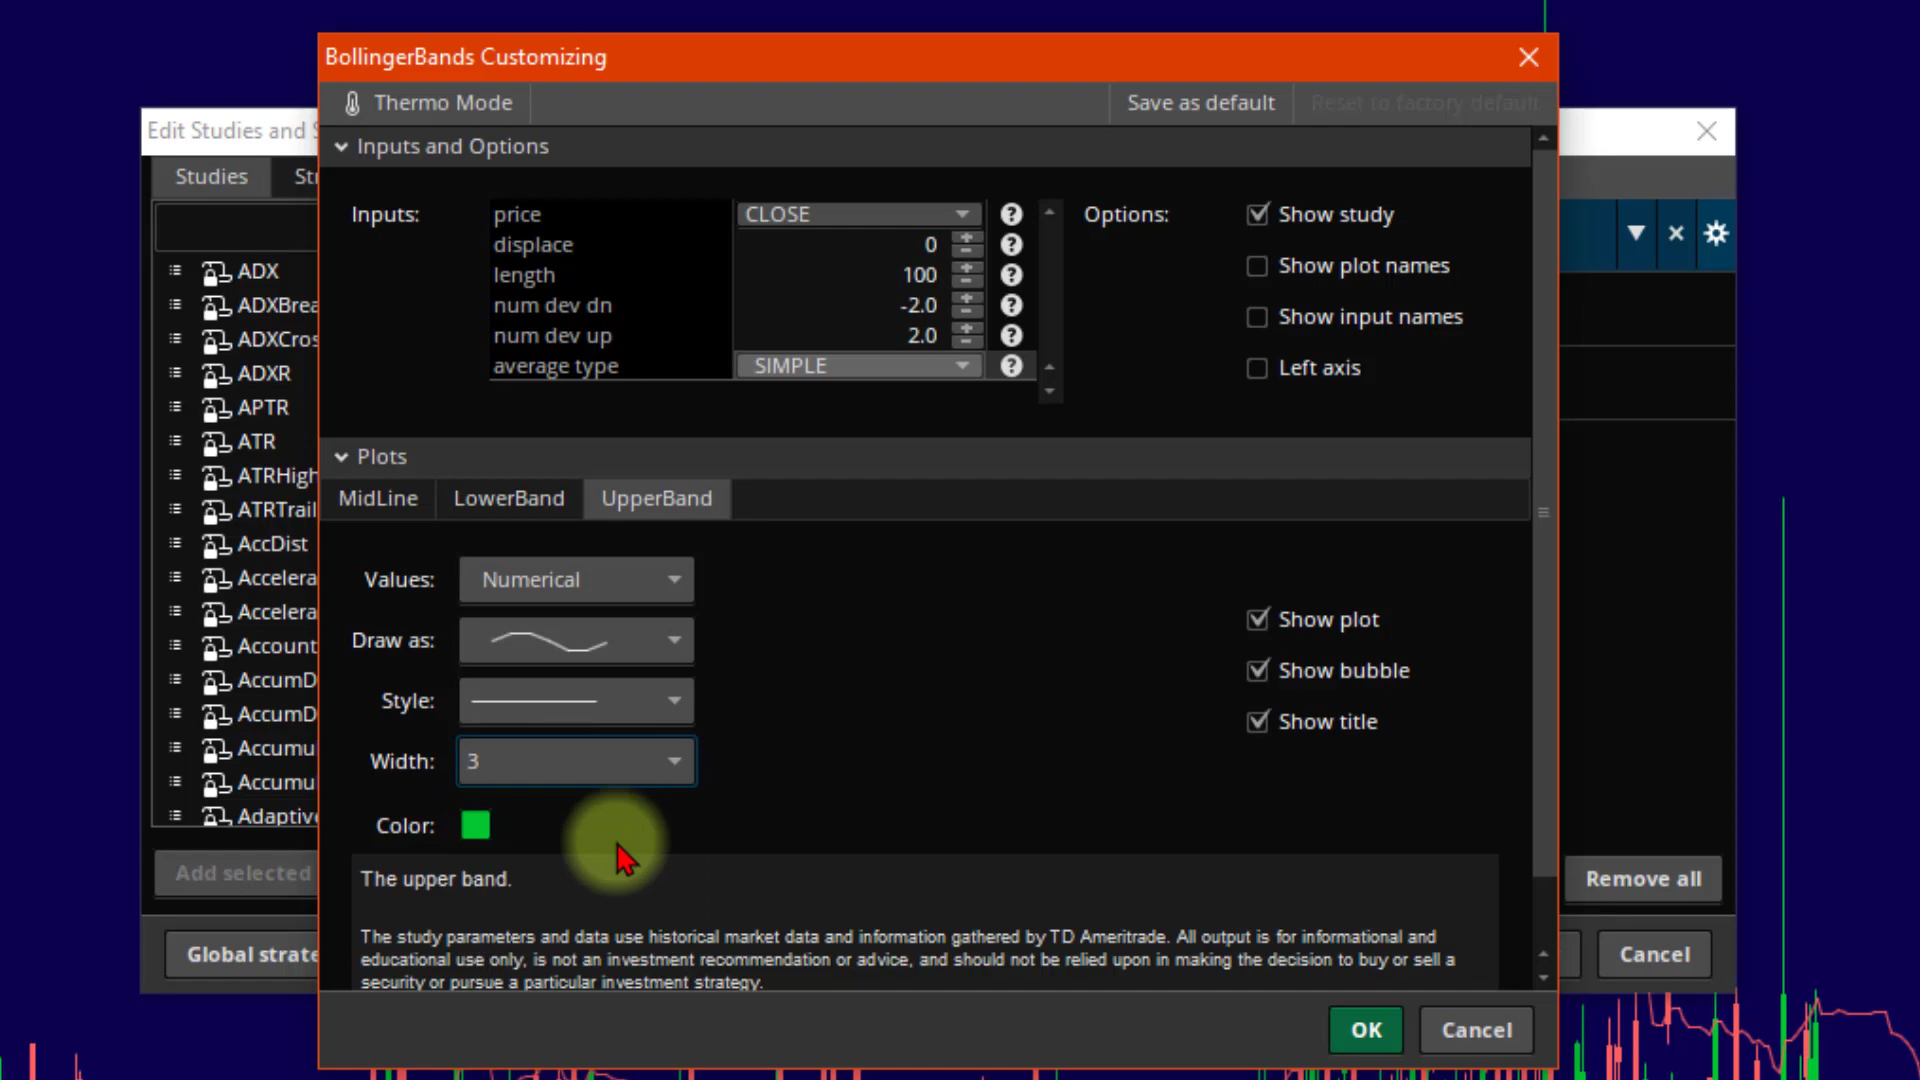 BollingerBands Customizing
Thermo Mode
Save as default
Reset to factory default
Edit Studies and S
Inputs and Options
Studies
Inputs:
price
CLOSE
displace
0
length
100
num dev dn
-2.0
num dev up
2.0
average type
SIMPLE
Options:
Show study
Show plot names
Show input names
Left axis
ADX
ADXBrea
ADXCros
ADXR
APTR
ATR
ATRHigh
ATRTrail
AccDist
Accelera
Accelera
Account
AccumD
AccumD
Accumu
Accumu
Adaptive
Plots
MidLine
LowerBand
UpperBand
Values:
Numerical
Draw as:
Style:
Width:
3
Color:
Show plot
Show bubble
Show title
The upper band.
The study parameters and data use historical market data and information gathered by TD Ameritrade. All output is for informational and
educational use only, is not an investment recommendation or advice, and should not be relied upon in making the decision to buy or sell a
security or pursue a particular investment strategy.
Add selected
Remove all
Global strate
Cancel
OK
Cancel